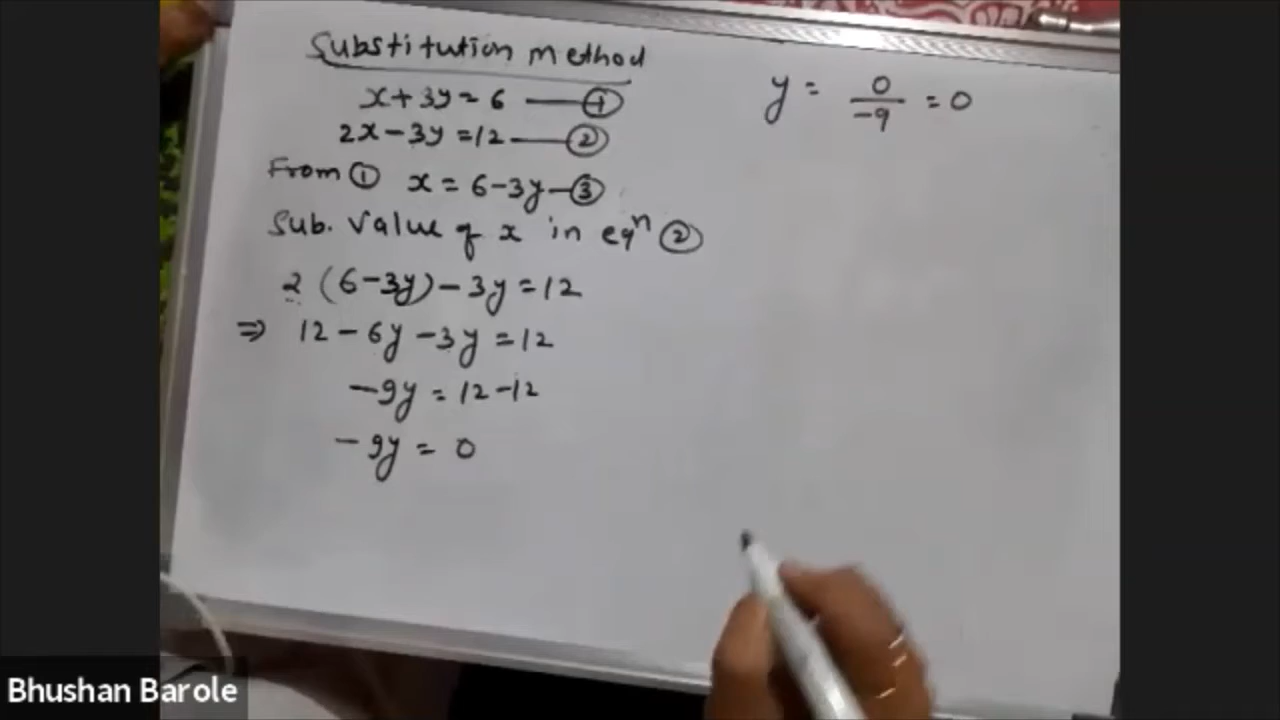 Substitution method
x+3y=6 —①
2x-3y=12 —②
From ① x=6-3y—③
Sub. Value of x in eqⁿ ②
2(6-3y)-3y=12
⇒ 12-6y-3y=12
-9y=12-12
-9y=0
y= 0/-9 =0
Bhushan Barole